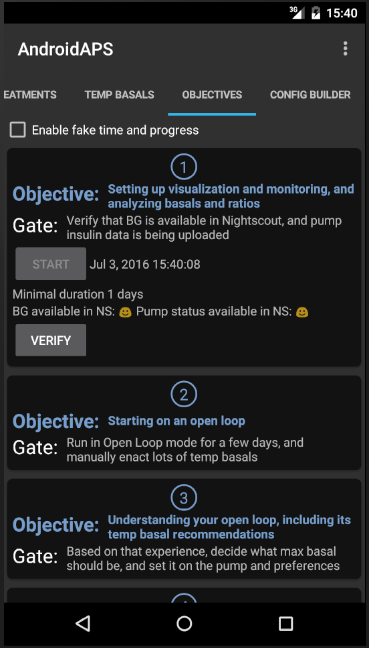 3G 15:40
AndroidAPS
EATMENTS TEMP BASALS OBJECTIVES CONFIG BUILDER
Enable fake time and progress
1
Objective: Setting up visualization and monitoring, and
analyzing basals and ratios
Gate: Verify that BG is available in Nightscout, and pump
insulin data is being uploaded
START Jul 3, 2016 15:40:08
Minimal duration 1 days
BG available in NS: Pump status available in NS:
VERIFY
2
Objective: Starting on an open loop
Gate: Run in Open Loop mode for a few days, and
manually enact lots of temp basals
3
Objective: Understanding your open loop, including its
temp basal recommendations
Gate: Based on that experience, decide what max basal
should be, and set it on the pump and preferences